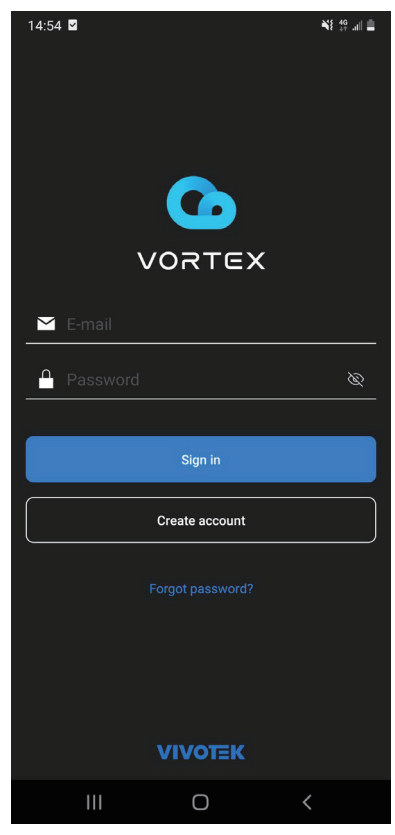 14:54
4G
VORTEX
E-mail
Password
Sign in
Create account
Forgot password?
VIVOTEK